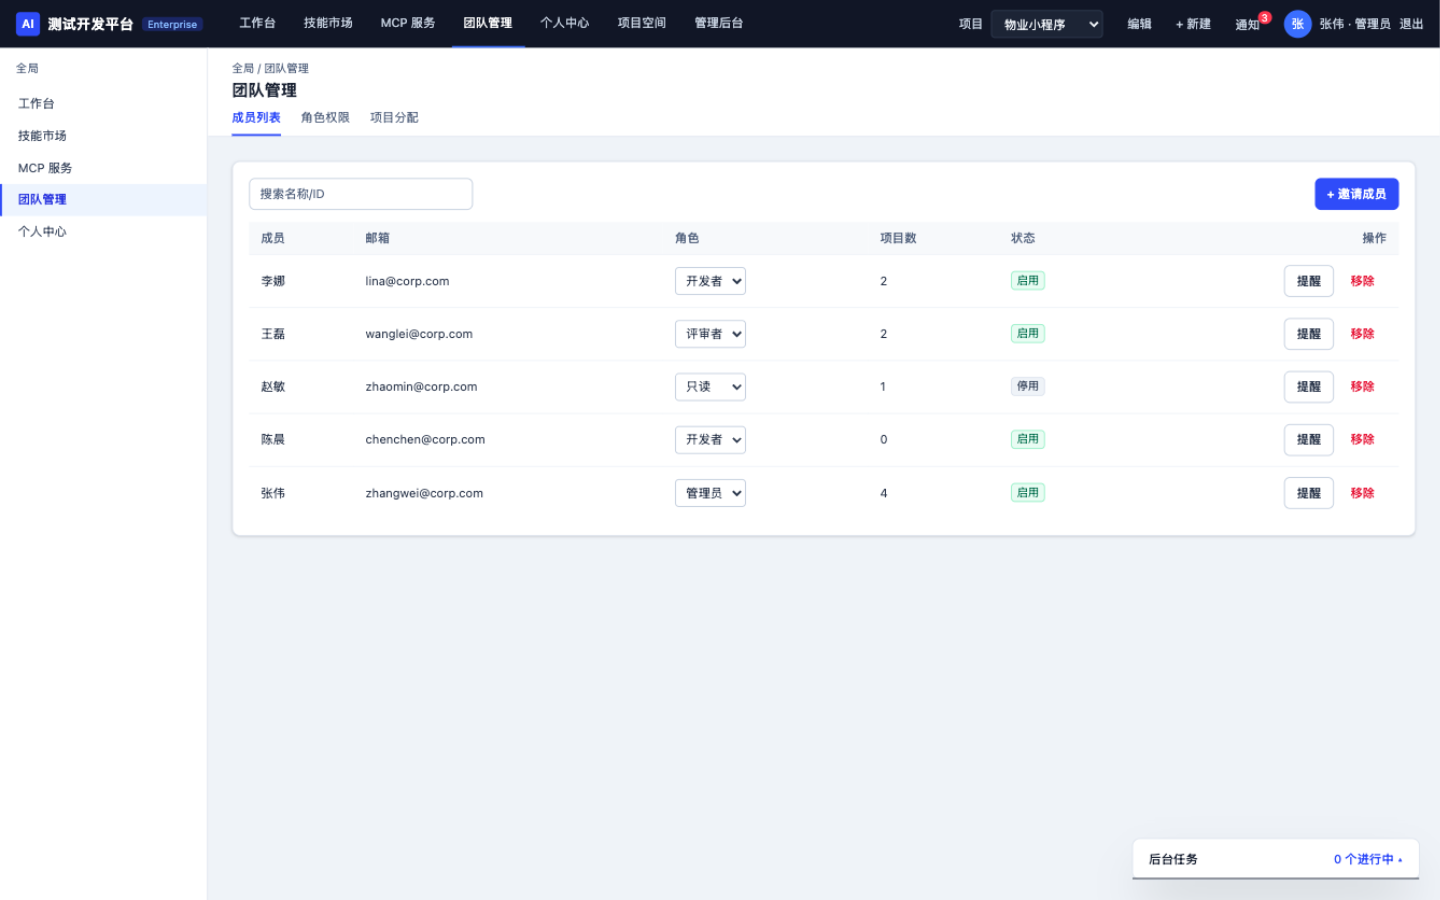 AI 测试开发平台 Enterprise 工作台 技能市场 MCP 服务 团队管理 个人中心 项目空间 管理后台 项目 物业小程序 编辑 + 新建 通知 3 张 张伟 · 管理员 退出
全局
工作台
技能市场
MCP 服务
团队管理
个人中心
全局 / 团队管理
团队管理
成员列表 角色权限 项目分配
搜索名称/ID + 邀请成员
成员 邮箱 角色 项目数 状态 操作
李娜 lina@corp.com 开发者 2 启用 提醒 移除
王磊 wanglei@corp.com 评审者 2 启用 提醒 移除
赵敏 zhaomin@corp.com 只读 1 停用 提醒 移除
陈晨 chenchen@corp.com 开发者 0 启用 提醒 移除
张伟 zhangwei@corp.com 管理员 4 启用 提醒 移除
后台任务 0 个进行中